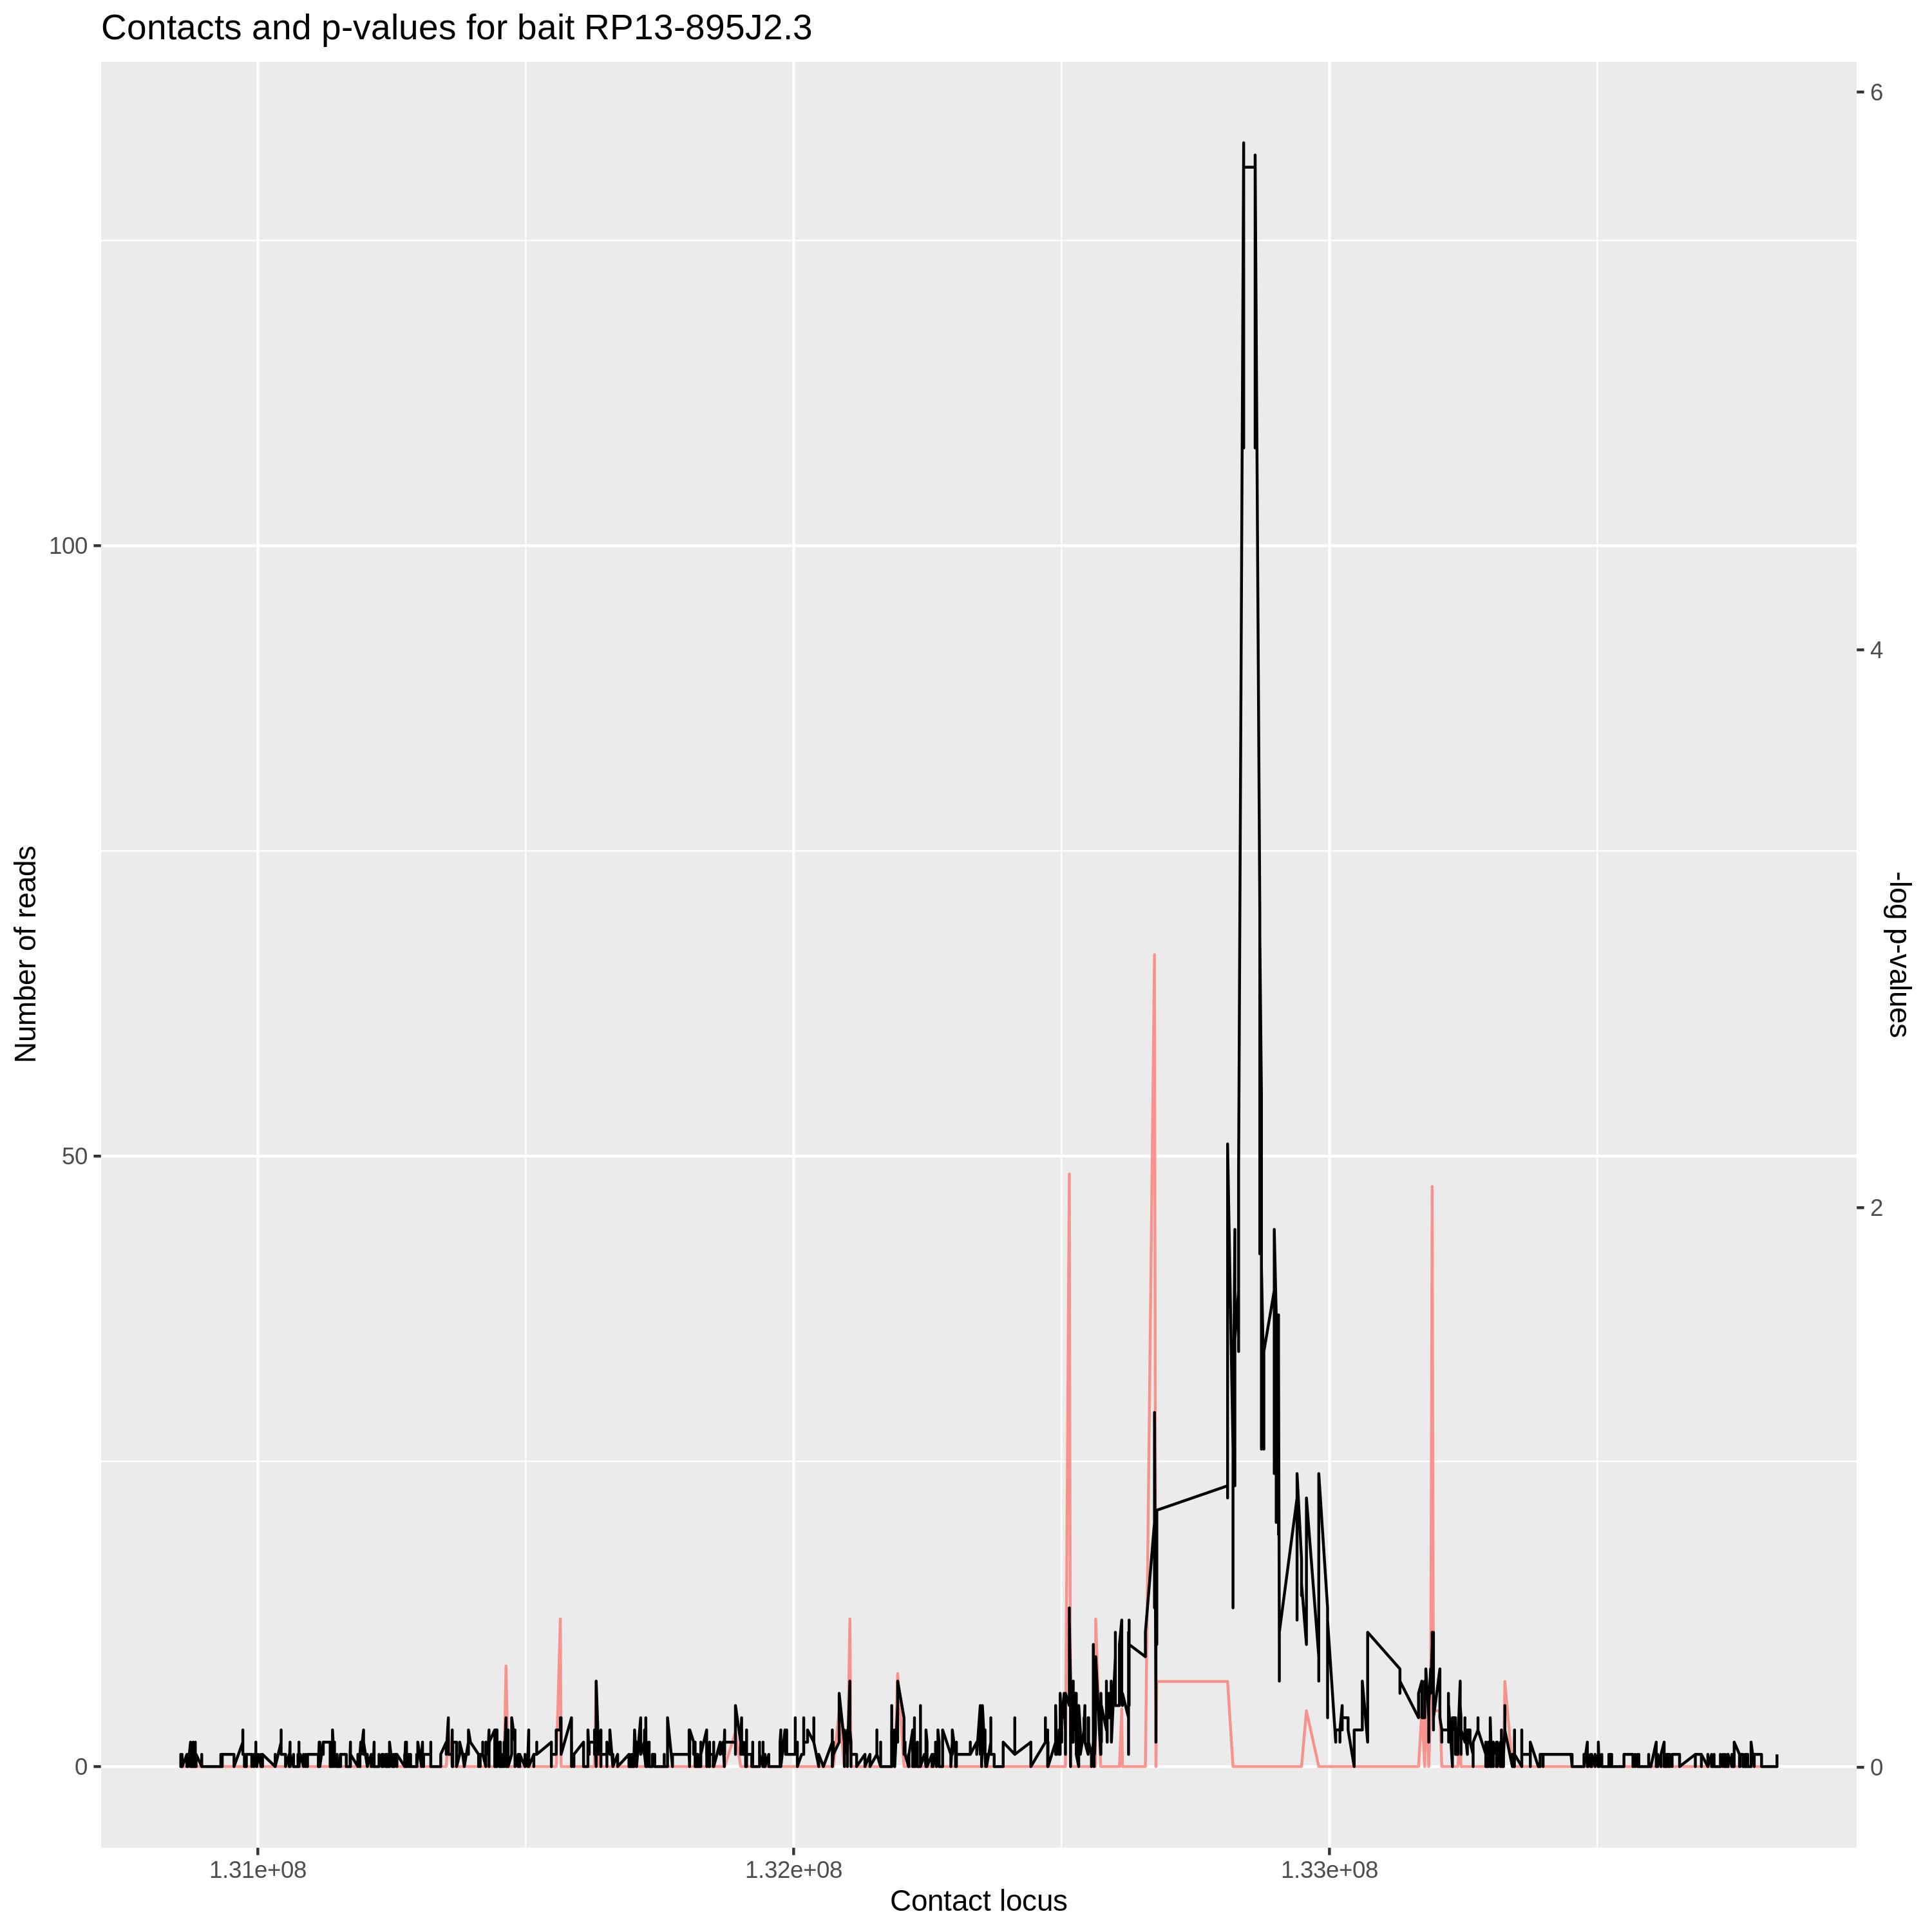 Contacts and p-values for bait RP13-895J2.3
6
4
2
0
-log p-values
100
50
0
Number of reads
1.31e+08
1.32e+08
1.33e+08
Contact locus